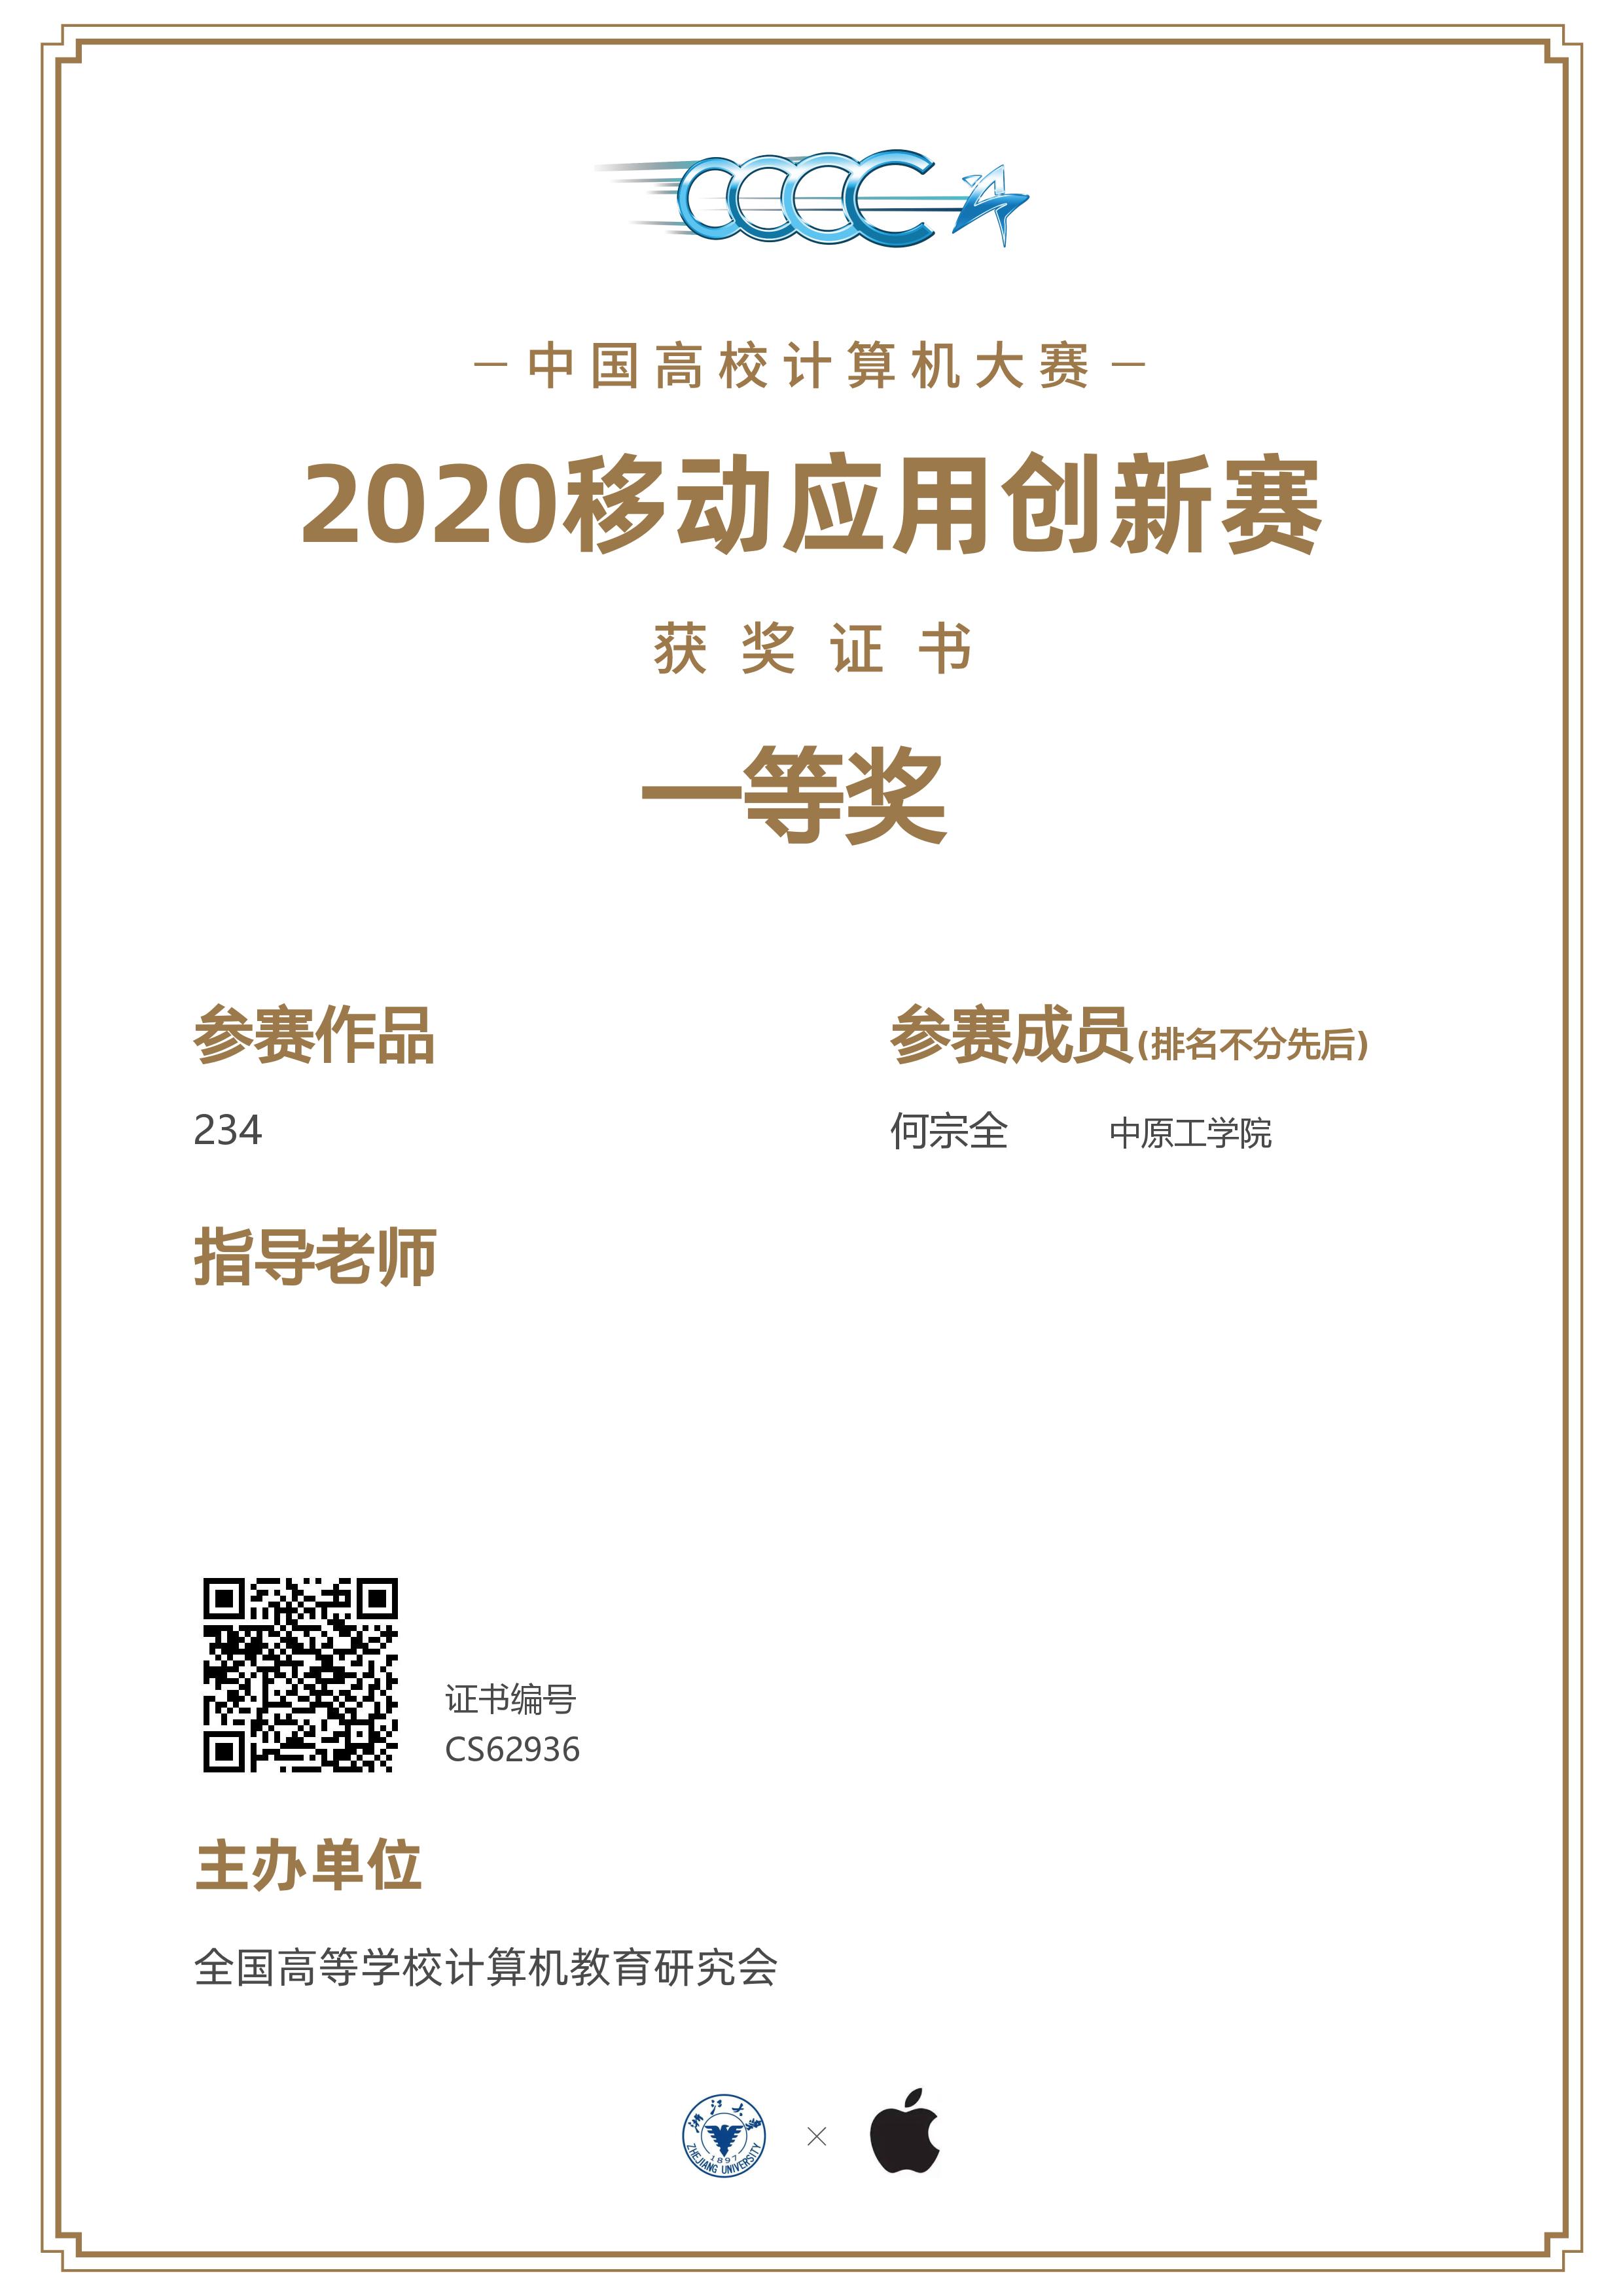 CCCC
中国高校计算机大赛
2020移动应用创新赛
获奖证书
一等奖
参赛作品
234
参赛成员(排名不分先后)
何宗全 中原工学院
指导老师
证书编号
CS62936
主办单位
全国高等学校计算机教育研究会
浙江大学
1897
ZHEJIANG UNIVERSITY
×